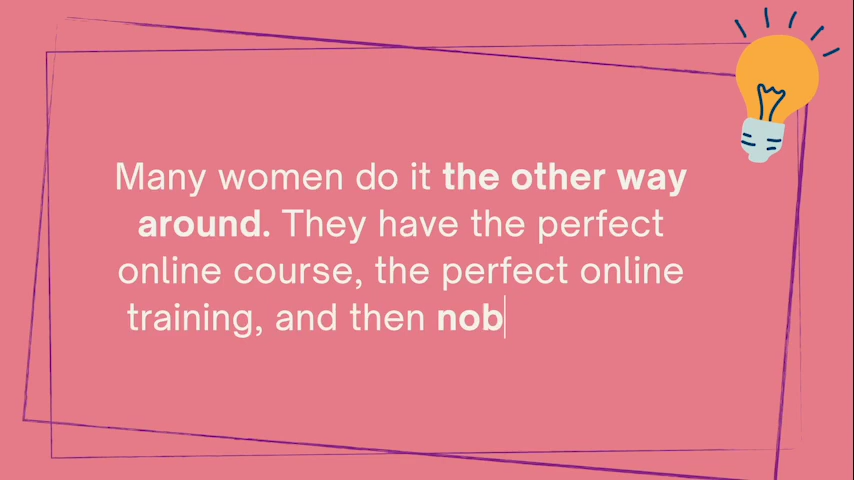 Many women do it the other way
around. They have the perfect
online course, the perfect online
training, and then nob